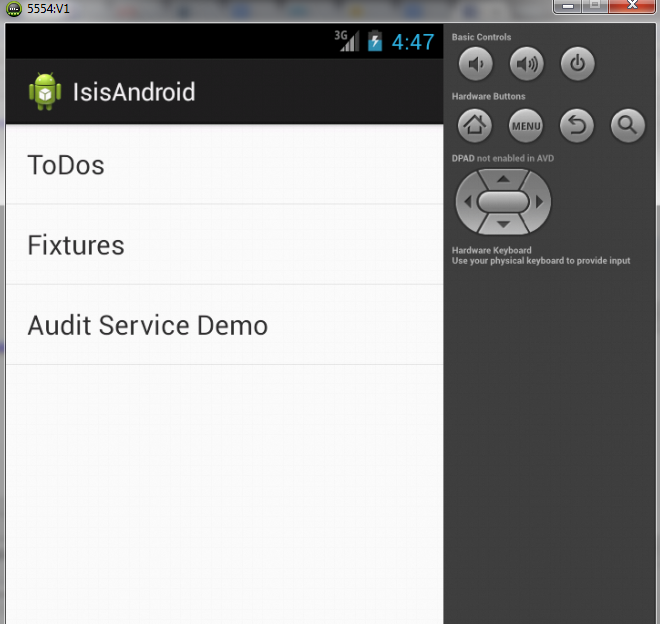 5554:V1
3G 4:47
IsisAndroid
ToDos
Fixtures
Audit Service Demo
Basic Controls
Hardware Buttons
MENU
DPAD not enabled in AVD
Hardware Keyboard
Use your physical keyboard to provide input